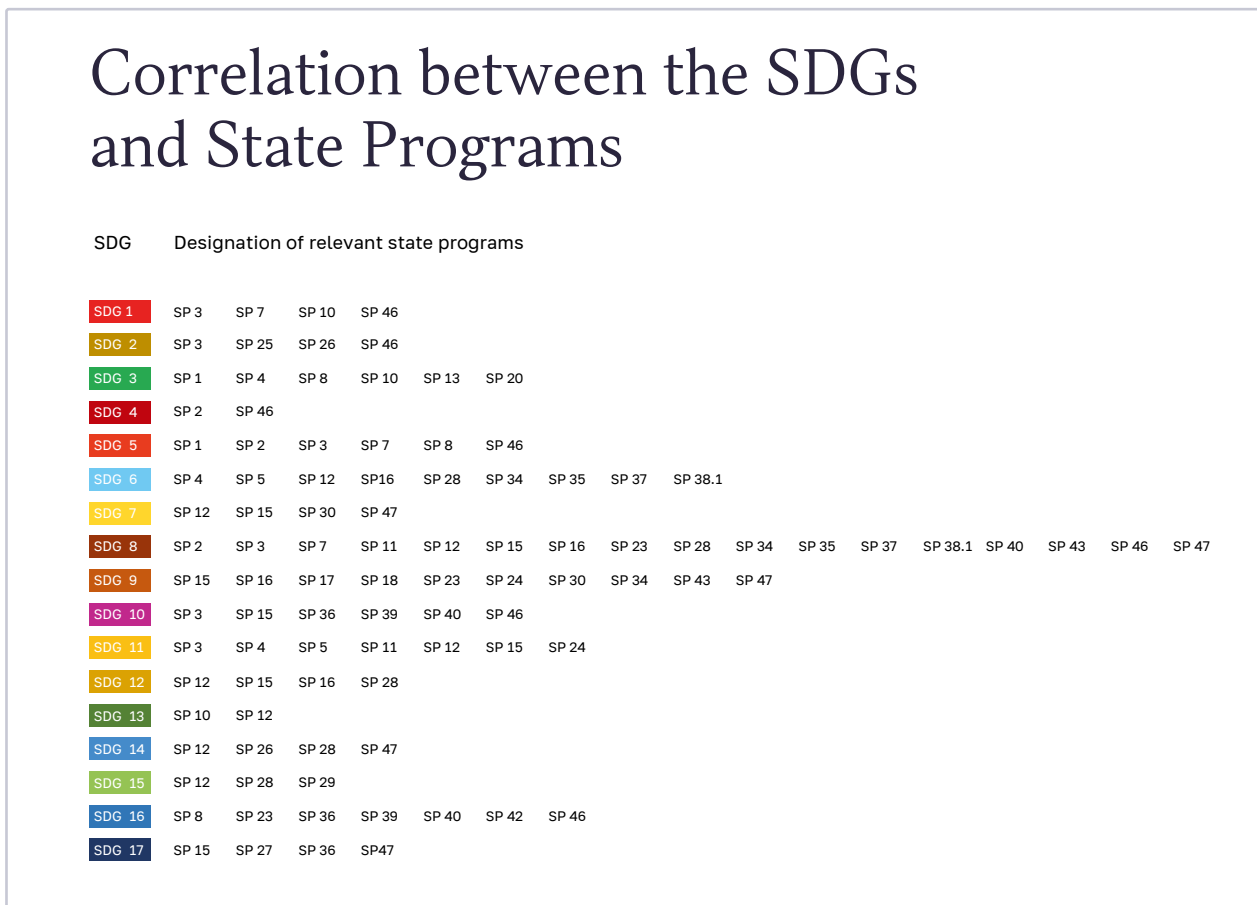 Correlation between the SDGs
and State Programs
SDG Designation of relevant state programs
SDG 1 SP 3 SP 7 SP 10 SP 46
SDG 2 SP 3 SP 25 SP 26 SP 46
SDG 3 SP 1 SP 4 SP 8 SP 10 SP 13 SP 20
SDG 4 SP 2 SP 46
SDG 5 SP 1 SP 2 SP 3 SP 7 SP 8 SP 46
SDG 6 SP 4 SP 5 SP 12 SP16 SP 28 SP 34 SP 35 SP 37 SP 38.1
SDG 7 SP 12 SP 15 SP 30 SP 47
SDG 8 SP 2 SP 3 SP 7 SP 11 SP 12 SP 15 SP 16 SP 23 SP 28 SP 34 SP 35 SP 37 SP 38.1 SP 40 SP 43 SP 46 SP 47
SDG 9 SP 15 SP 16 SP 17 SP 18 SP 23 SP 24 SP 30 SP 34 SP 43 SP 47
SDG 10 SP 3 SP 15 SP 36 SP 39 SP 40 SP 46
SDG 11 SP 3 SP 4 SP 5 SP 11 SP 12 SP 15 SP 24
SDG 12 SP 12 SP 15 SP 16 SP 28
SDG 13 SP 10 SP 12
SDG 14 SP 12 SP 26 SP 28 SP 47
SDG 15 SP 12 SP 28 SP 29
SDG 16 SP 8 SP 23 SP 36 SP 39 SP 40 SP 42 SP 46
SDG 17 SP 15 SP 27 SP 36 SP47